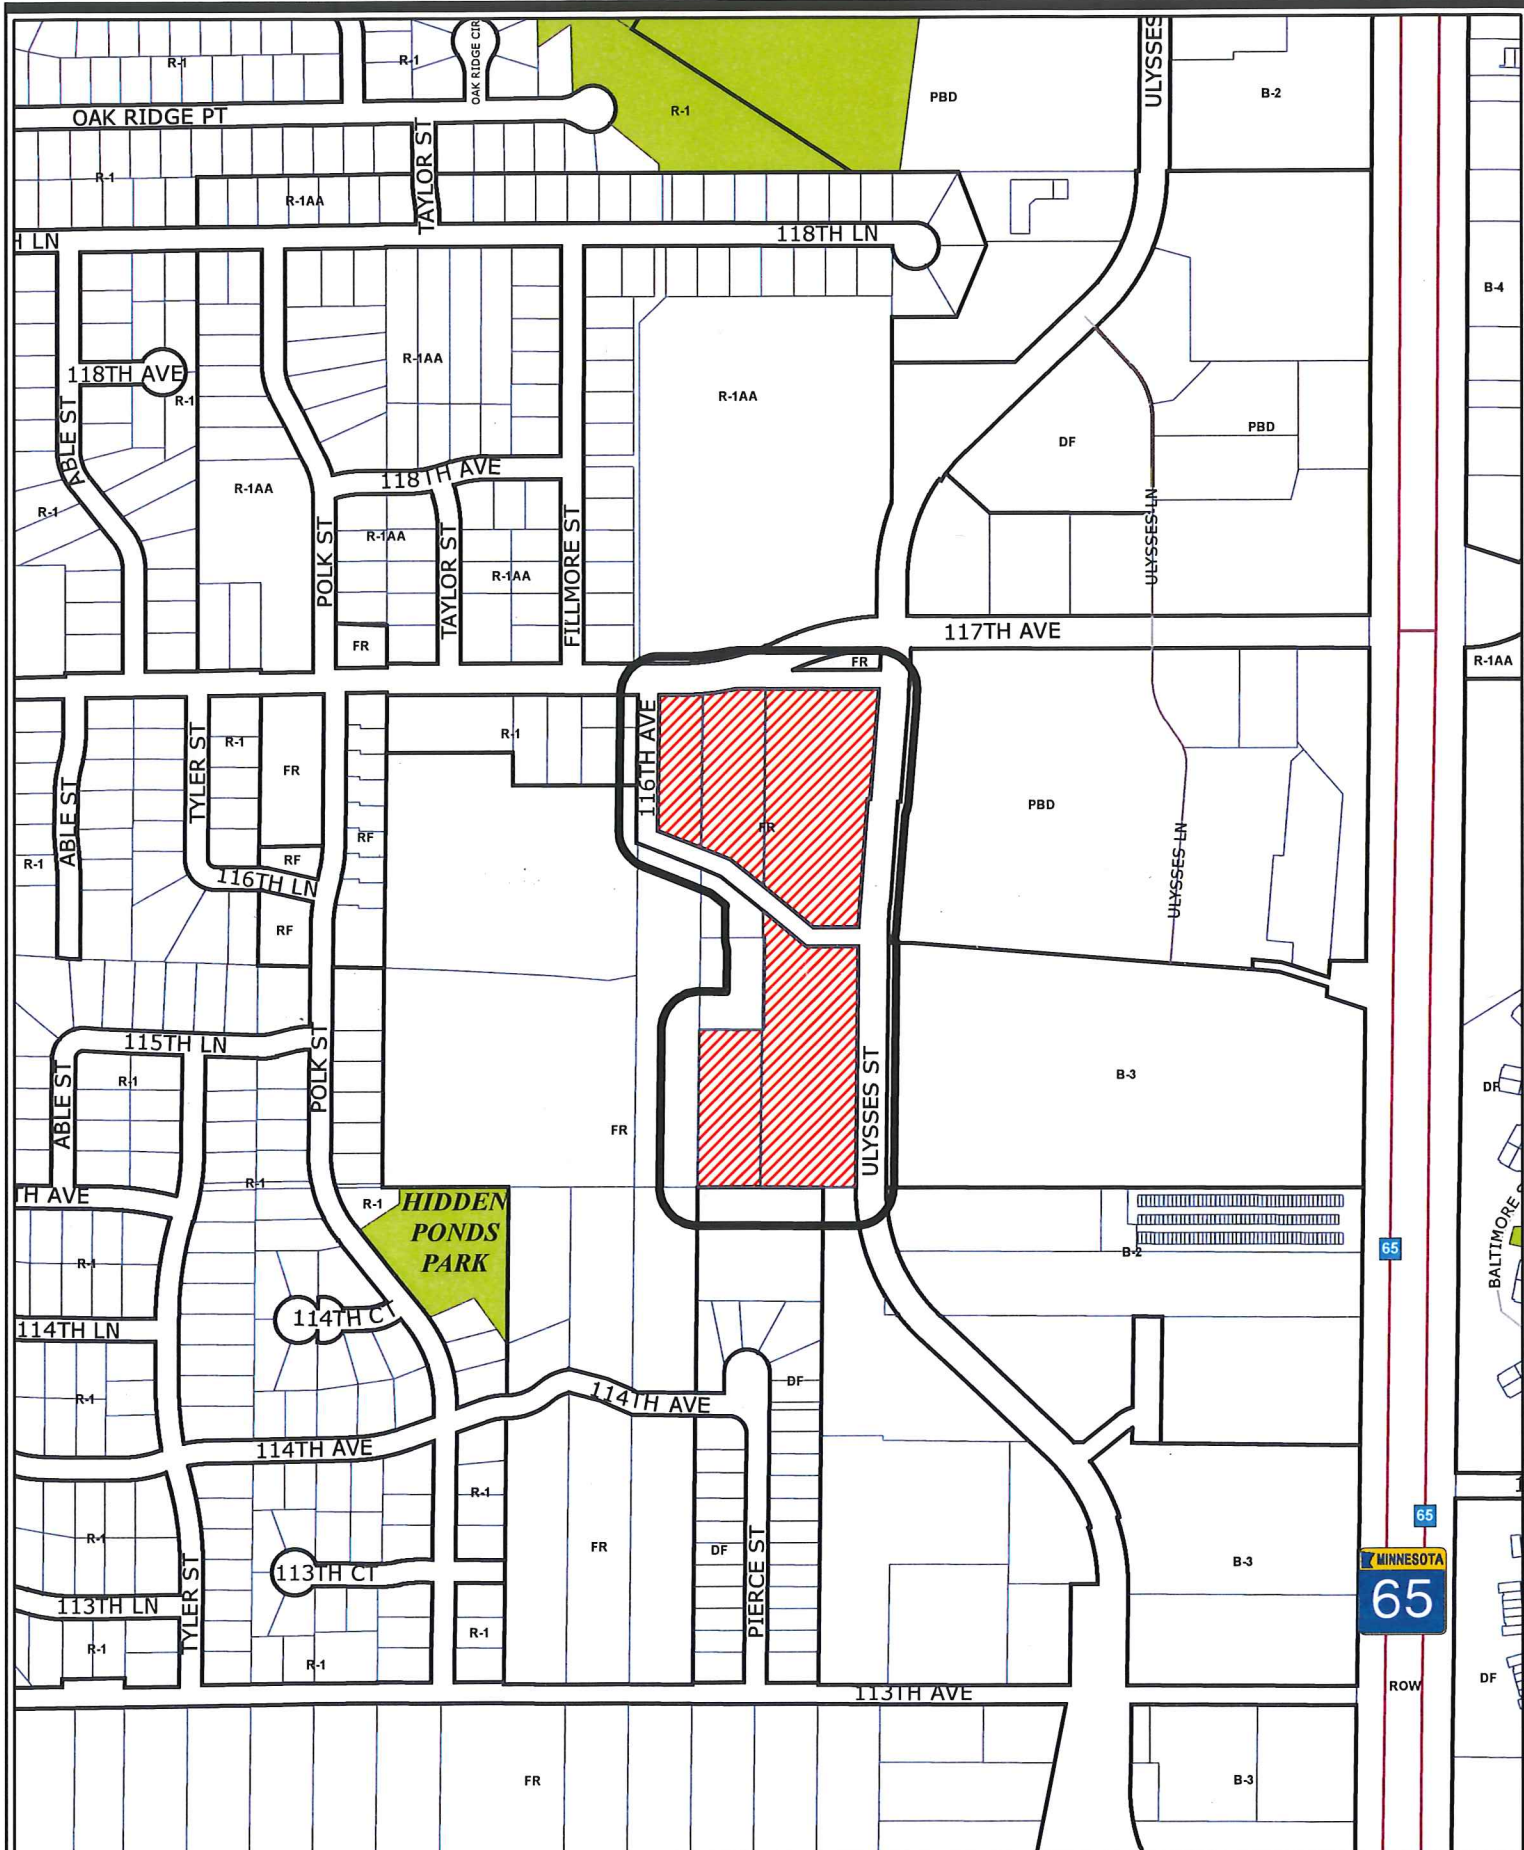 OAK RIDGE CIR
ULYSSES
R-1
R-1
B-2
PBD
R-1
OAK RIDGE PT
TAYLOR ST
R-1
R-1AA
H LN
118TH LN
B-4
R-1AA
118TH AVE
R-1
R-1AA
ABLE ST
PBD
DF
118TH AVE
R-1AA
R-1
ULYSSES LN
POLK ST
R-1AA
TAYLOR ST
R-1AA
FILLMORE ST
117TH AVE
FR
FR
R-1AA
116TH AVE
R-1
TYLER ST
R-1
FR
ABLE ST
PBD
FR
RF
RF
R-1
116TH LN
ULYSSES LN
RF
115TH LN
POLK ST
R-1
ABLE ST
ULYSSES ST
B-3
DF
FR
R-1
TH AVE
R-1
HIDDEN
PONDS
PARK
BALTIMORE
65
B-2
R-1
114TH CT
114TH LN
DF
R-1
114TH AVE
114TH AVE
R-1
65
R-1
FR
DF
PIERCE ST
B-3
MINNESOTA
65
113TH CT
TYLER ST
113TH LN
R-1
R-1
R-1
DF
ROW
113TH AVE
FR
B-3